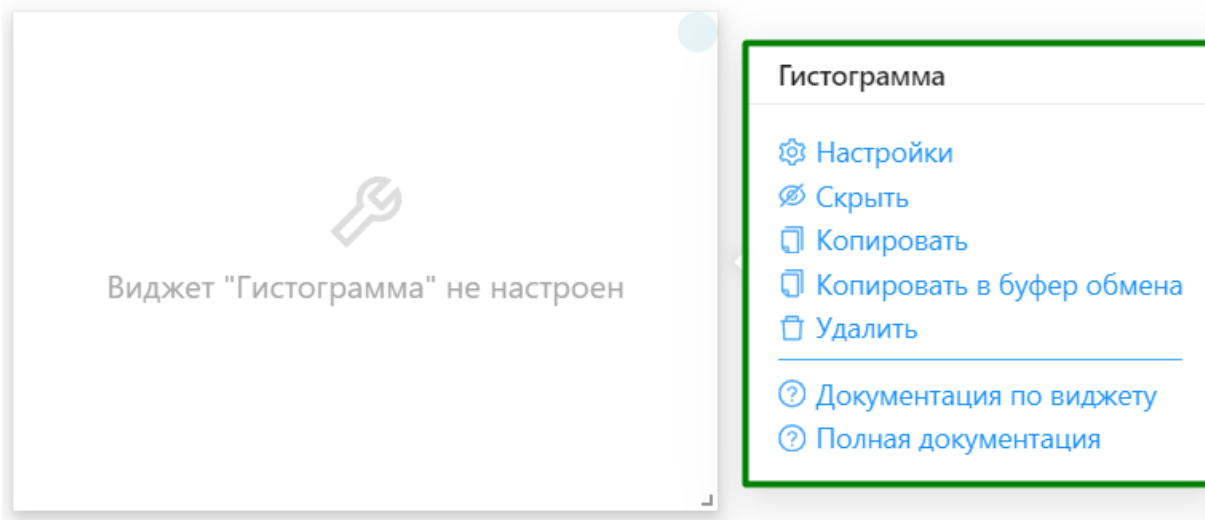 Виджет "Гистограмма" не настроен
Гистограмма
Настройки
Скрыть
Копировать
Копировать в буфер обмена
Удалить
Документация по виджету
Полная документация